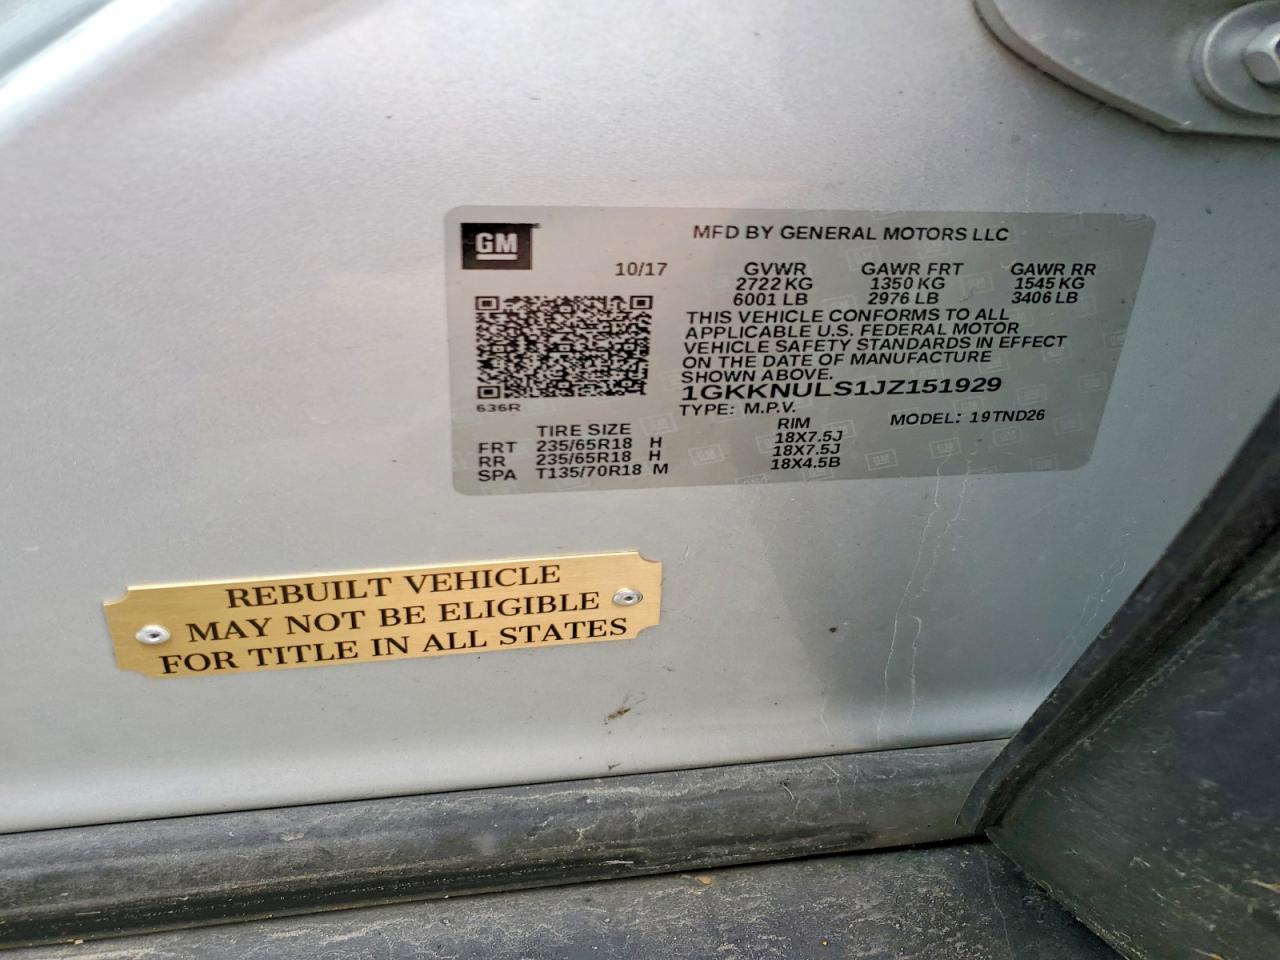 GM
MFD BY GENERAL MOTORS LLC
10/17
GVWR GAWR FRT GAWR RR
2722 KG 1350 KG 1545 KG
6001 LB 2976 LB 3406 LB
THIS VEHICLE CONFORMS TO ALL
APPLICABLE U.S. FEDERAL MOTOR
VEHICLE SAFETY STANDARDS IN EFFECT
ON THE DATE OF MANUFACTURE
SHOWN ABOVE.
1GKKNULS1JZ151929
636R
TYPE: M.P.V. MODEL: 19TND26
TIRE SIZE RIM
FRT 235/65R18 H 18X7.5J
RR 235/65R18 H 18X7.5J
SPA T135/70R18 M 18X4.5B
REBUILT VEHICLE
MAY NOT BE ELIGIBLE
FOR TITLE IN ALL STATES